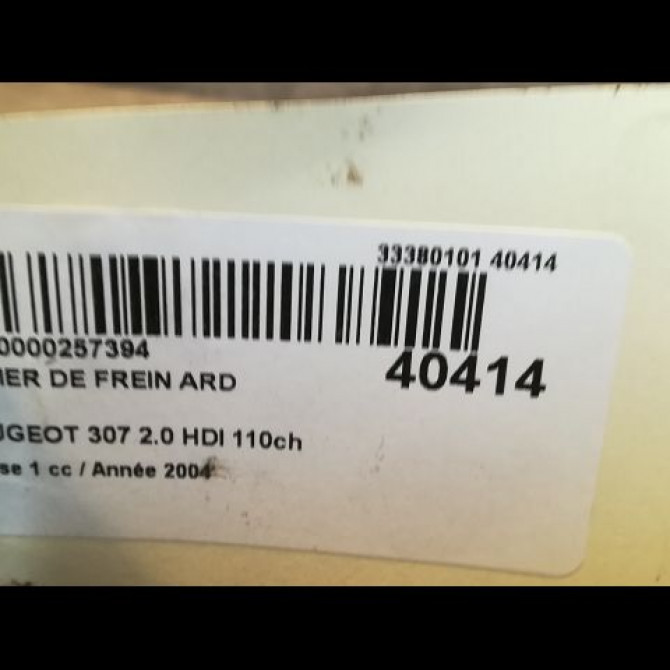 33380101 40414
0000257394
40414
IER DE FREIN ARD
UGEOT 307 2.0 HDI 110ch
se 1 cc / Année 2004